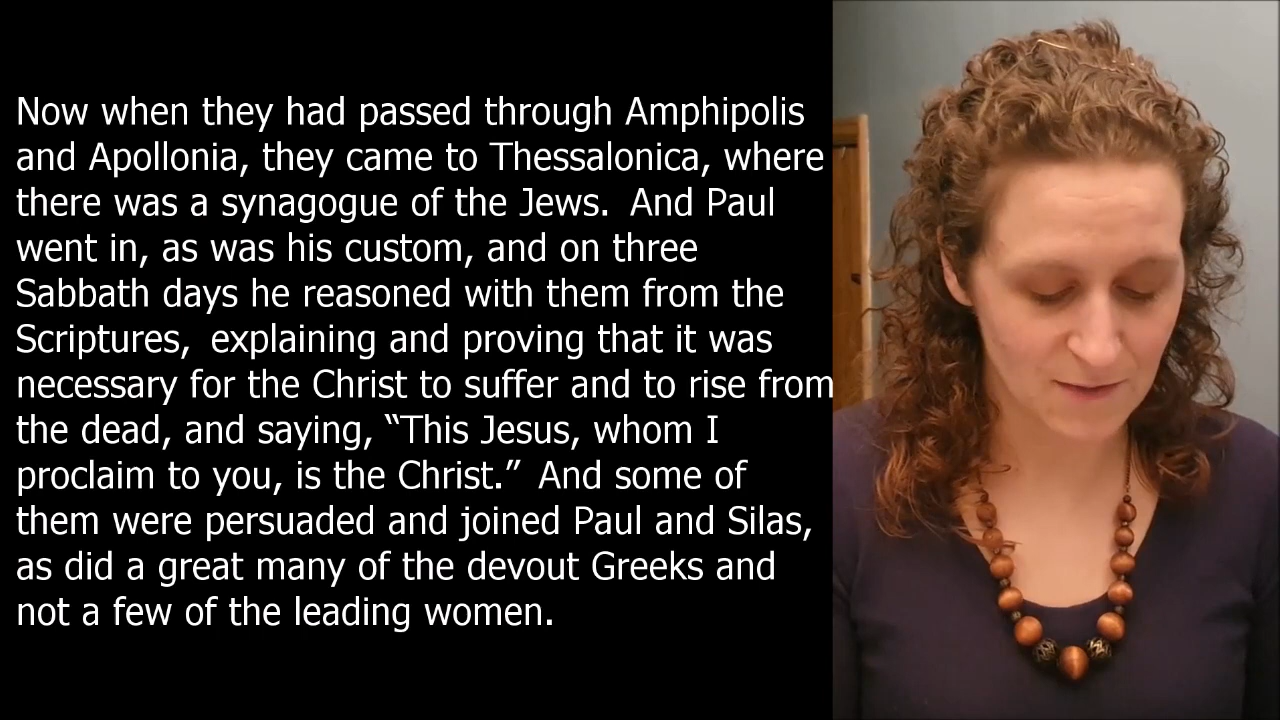 Now when they had passed through Amphipolis
and Apollonia, they came to Thessalonica, where
there was a synagogue of the Jews.  And Paul
went in, as was his custom, and on three
Sabbath days he reasoned with them from the
Scriptures,  explaining and proving that it was
necessary for the Christ to suffer and to rise from
the dead, and saying, “This Jesus, whom I
proclaim to you, is the Christ.”  And some of
them were persuaded and joined Paul and Silas,
as did a great many of the devout Greeks and
not a few of the leading women.